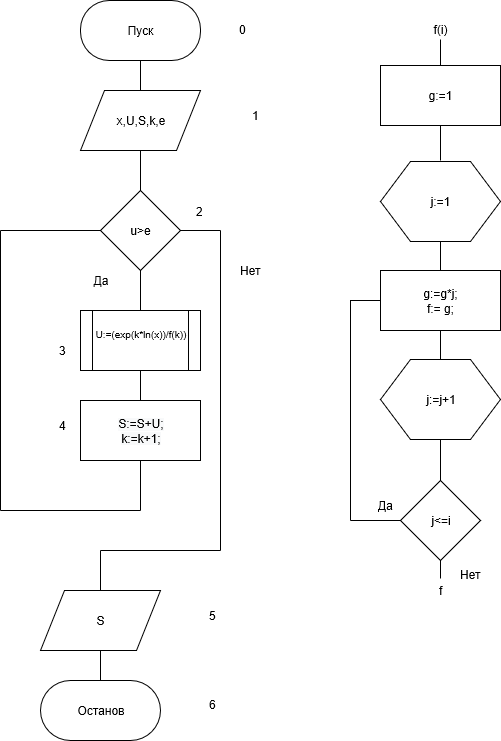 Пуск
0
x,U,S,k,e
1
u>e
2
Да
Нет
U:=(exp(k*ln(x))/f(k))
3
S:=S+U;
k:=k+1;
4
S
5
Останов
6
f(i)
g:=1
j:=1
g:=g*j;
f:= g;
j:=j+1
j<=i
Да
Нет
f